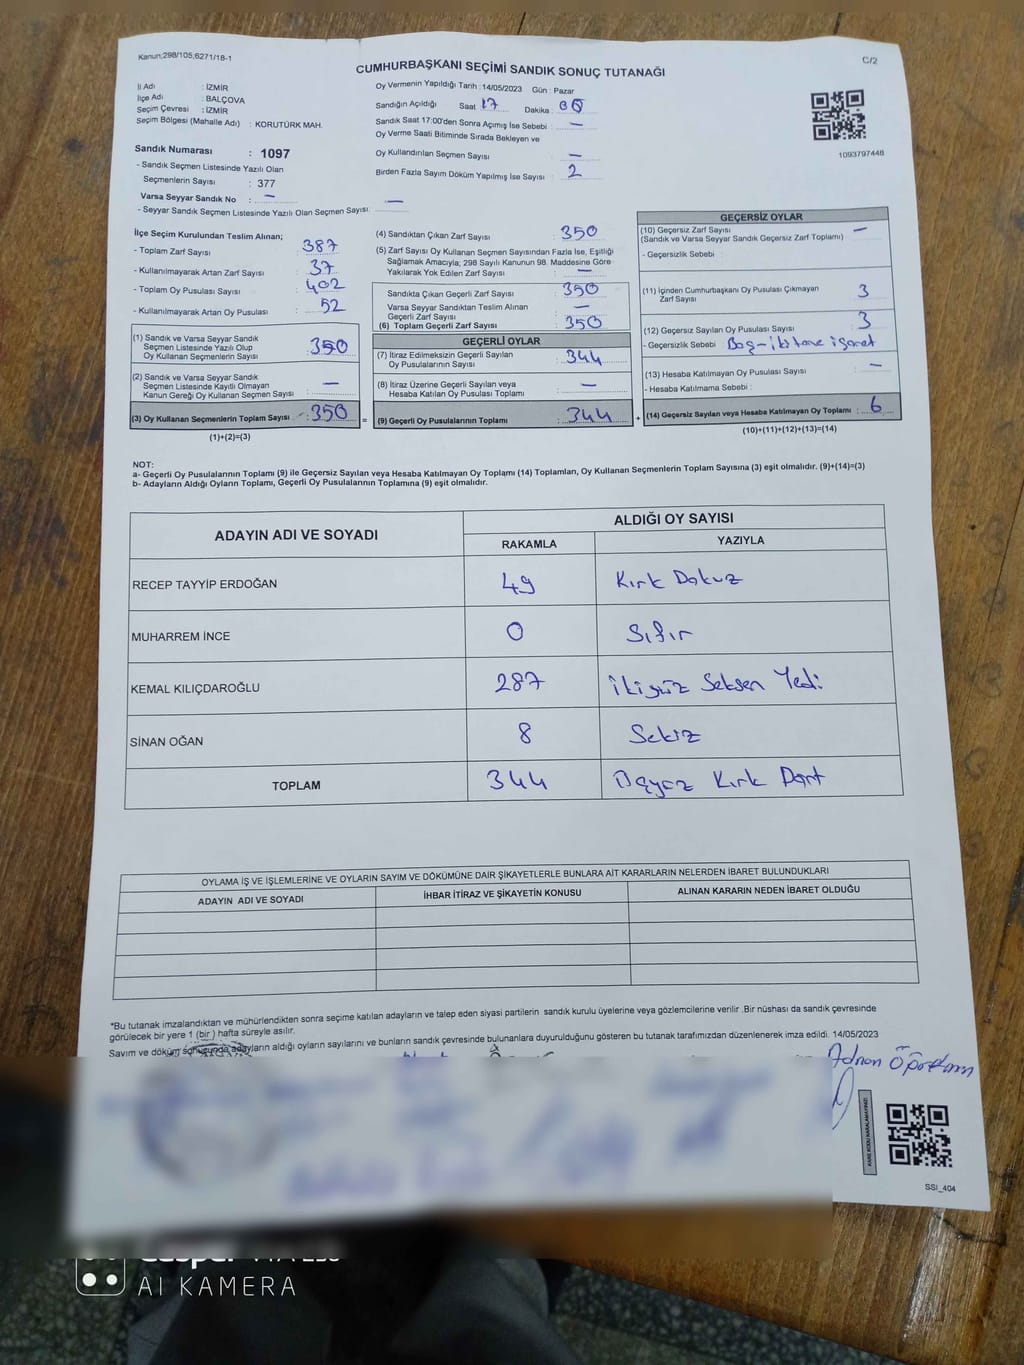 Kanun;298/105;6271/18-1
C/2
CUMHURBAŞKANI SEÇİMİ SANDIK SONUÇ TUTANAĞI
İl Adı : İZMİR
İlçe Adı : BALÇOVA
Seçim Çevresi : İZMİR
Seçim Bölgesi (Mahalle Adı) : KORUTÜRK MAH.
Oy Vermenin Yapıldığı Tarih : 14/05/2023 Gün : Pazar
Sandığın Açıldığı Saat 17 Dakika : 00
Sandık Saat 17:00'den Sonra Açımış İse Sebebi : —
Oy Verme Saati Bitiminde Sırada Bekleyen ve
Oy Kullandırılan Seçmen Sayısı : —
Birden Fazla Sayım Döküm Yapılmış İse Sayısı : 2
1093797448
Sandık Numarası : 1097
- Sandık Seçmen Listesinde Yazılı Olan
Seçmenlerin Sayısı : 377
Varsa Seyyar Sandık No : —
- Seyyar Sandık Seçmen Listesinde Yazılı Olan Seçmen Sayısı : —
İlçe Seçim Kurulundan Teslim Alınan;
- Toplam Zarf Sayısı : 387
- Kullanılmayarak Artan Zarf Sayısı : 37
- Toplam Oy Pusulası Sayısı : 402
- Kullanılmayarak Artan Oy Pusulası : 52
(1) Sandık ve Varsa Seyyar Sandık
Seçmen Listesinde Yazılı Olup
Oy Kullanan Seçmenlerin Sayısı : 350
(2) Sandık ve Varsa Seyyar Sandık
Seçmen Listesinde Kayıtlı Olmayan
Kanun Gereği Oy Kullanan Seçmen Sayısı : —
(3) Oy Kullanan Seçmenlerin Toplam Sayısı : 350 =
(1)+(2)=(3)
(4) Sandıktan Çıkan Zarf Sayısı : 350
(5) Zarf Sayısı Oy Kullanan Seçmen Sayısından Fazla İse, Eşitliği
Sağlamak Amacıyla; 298 Sayılı Kanunun 98. Maddesine Göre
Yakılarak Yok Edilen Zarf Sayısı : —
Sandıkta Çıkan Geçerli Zarf Sayısı : 350
Varsa Seyyar Sandıktan Teslim Alınan
Geçerli Zarf Sayısı : —
(6) Toplam Geçerli Zarf Sayısı : 350
GEÇERLİ OYLAR
(7) İtiraz Edilmeksizin Geçerli Sayılan
Oy Pusulalarının Sayısı : 344
(8) İtiraz Üzerine Geçerli Sayılan veya
Hesaba Katılan Oy Pusulası Toplamı : —
(9) Geçerli Oy Pusulalarının Toplamı : 344 +
GEÇERSİZ OYLAR
(10) Geçersiz Zarf Sayısı : —
(Sandık ve Varsa Seyyar Sandık Geçersiz Zarf Toplamı)
- Geçersizlik Sebebi :
(11) İçinden Cumhurbaşkanı Oy Pusulası Çıkmayan
Zarf Sayısı : 3
(12) Geçersiz Sayılan Oy Pusulası Sayısı : 3
- Geçersizlik Sebebi : Boş-iki tane işaret
(13) Hesaba Katılmayan Oy Pusulası Sayısı : —
- Hesaba Katılmama Sebebi :
(14) Geçersiz Sayılan veya Hesaba Katılmayan Oy Toplamı : 6
(10)+(11)+(12)+(13)=(14)
NOT:
a- Geçerli Oy Pusulalarının Toplamı (9) ile Geçersiz Sayılan veya Hesaba Katılmayan Oy Toplamı (14) Toplamları, Oy Kullanan Seçmenlerin Toplam Sayısına (3) eşit olmalıdır. (9)+(14)=(3)
b- Adayların Aldığı Oyların Toplamı, Geçerli Oy Pusulalarının Toplamına (9) eşit olmalıdır.
ADAYIN ADI VE SOYADI ALDIĞI OY SAYISI
RAKAMLA YAZIYLA
RECEP TAYYİP ERDOĞAN 49 Kırk Dokuz
MUHARREM İNCE 0 Sıfır
KEMAL KILIÇDAROĞLU 287 İkiyüz Seksen Yedi
SİNAN OĞAN 8 Sekiz
TOPLAM 344 Üçyüz Kırk Dört
OYLAMA İŞ VE İŞLEMLERİNE VE OYLARIN SAYIM VE DÖKÜMÜNE DAİR ŞİKAYETLERLE BUNLARA AİT KARARLARIN NELERDEN İBARET BULUNDUKLARI
ADAYIN ADI VE SOYADI İHBAR İTİRAZ VE ŞİKAYETİN KONUSU ALINAN KARARIN NEDEN İBARET OLDUĞU
*Bu tutanak imzalandıktan ve mühürlendikten sonra seçime katılan adayların ve talep eden siyasi partilerin sandık kurulu üyelerine veya gözlemcilerine verilir .Bir nüshası da sandık çevresinde
görülecek bir yere 1 (bir) hafta süreyle asılır.
Sayım ve döküm sonucunda adayların aldığı oyların sayılarını ve bunların sandık çevresinde bulunanlara duyurulduğunu gösteren bu tutanak tarafımızdan düzenlenerek imza edildi. 14/05/2023
Adnan
SSI_404
AI KAMERA